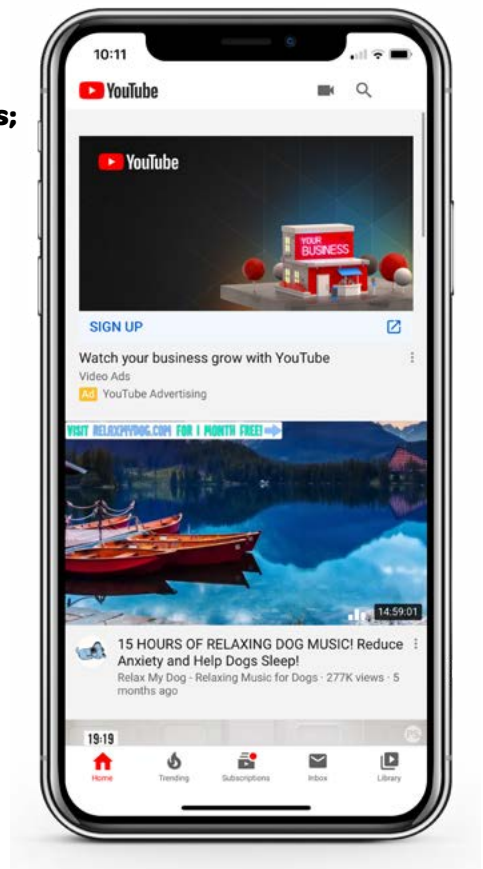 s;
10:11
YouTube
YouTube
YOUR
BUSINESS
SIGN UP
Watch your business grow with YouTube
Video Ads
Ad YouTube Advertising
VISIT RELAXMYDOG.COM FOR 1 MONTH FREE!
14:59:01
15 HOURS OF RELAXING DOG MUSIC! Reduce
Anxiety and Help Dogs Sleep!
Relax My Dog - Relaxing Music for Dogs · 277K views · 5
months ago
19:19
Home Trending Subscriptions Inbox Library